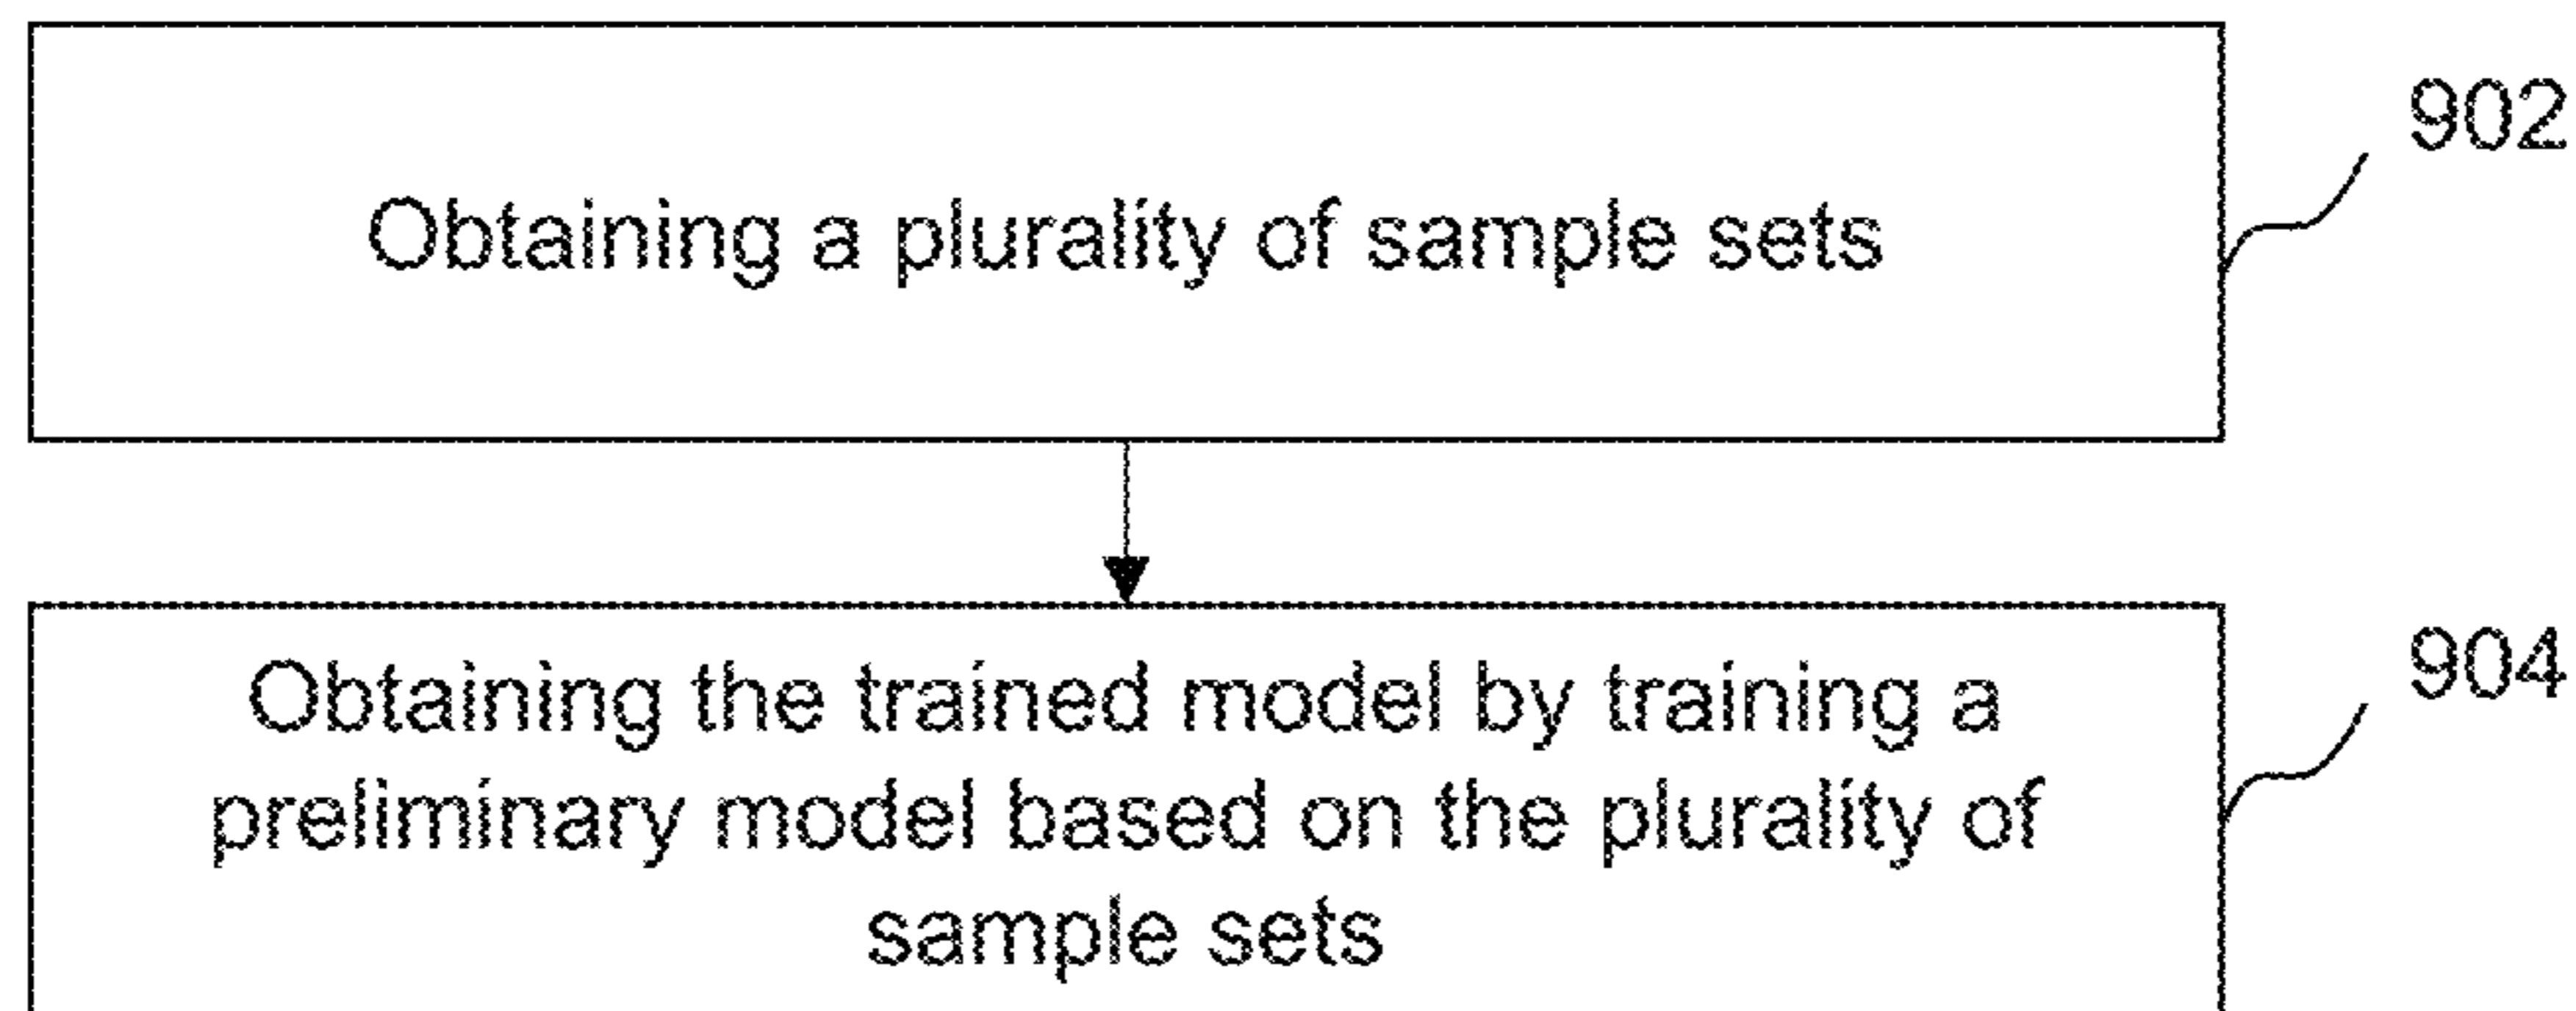 902
Obtaining a plurality of sample sets
904
Obtaining the trained model by training a
preliminary model based on the plurality of
sample sets